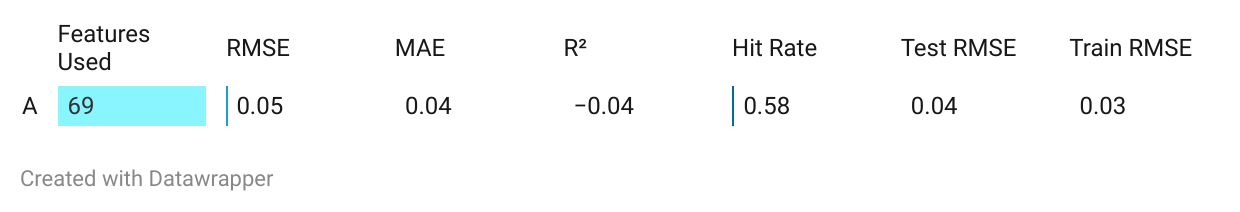 Features Used RMSE MAE R² Hit Rate Test RMSE Train RMSE
A 69 0.05 0.04 −0.04 0.58 0.04 0.03
Created with Datawrapper